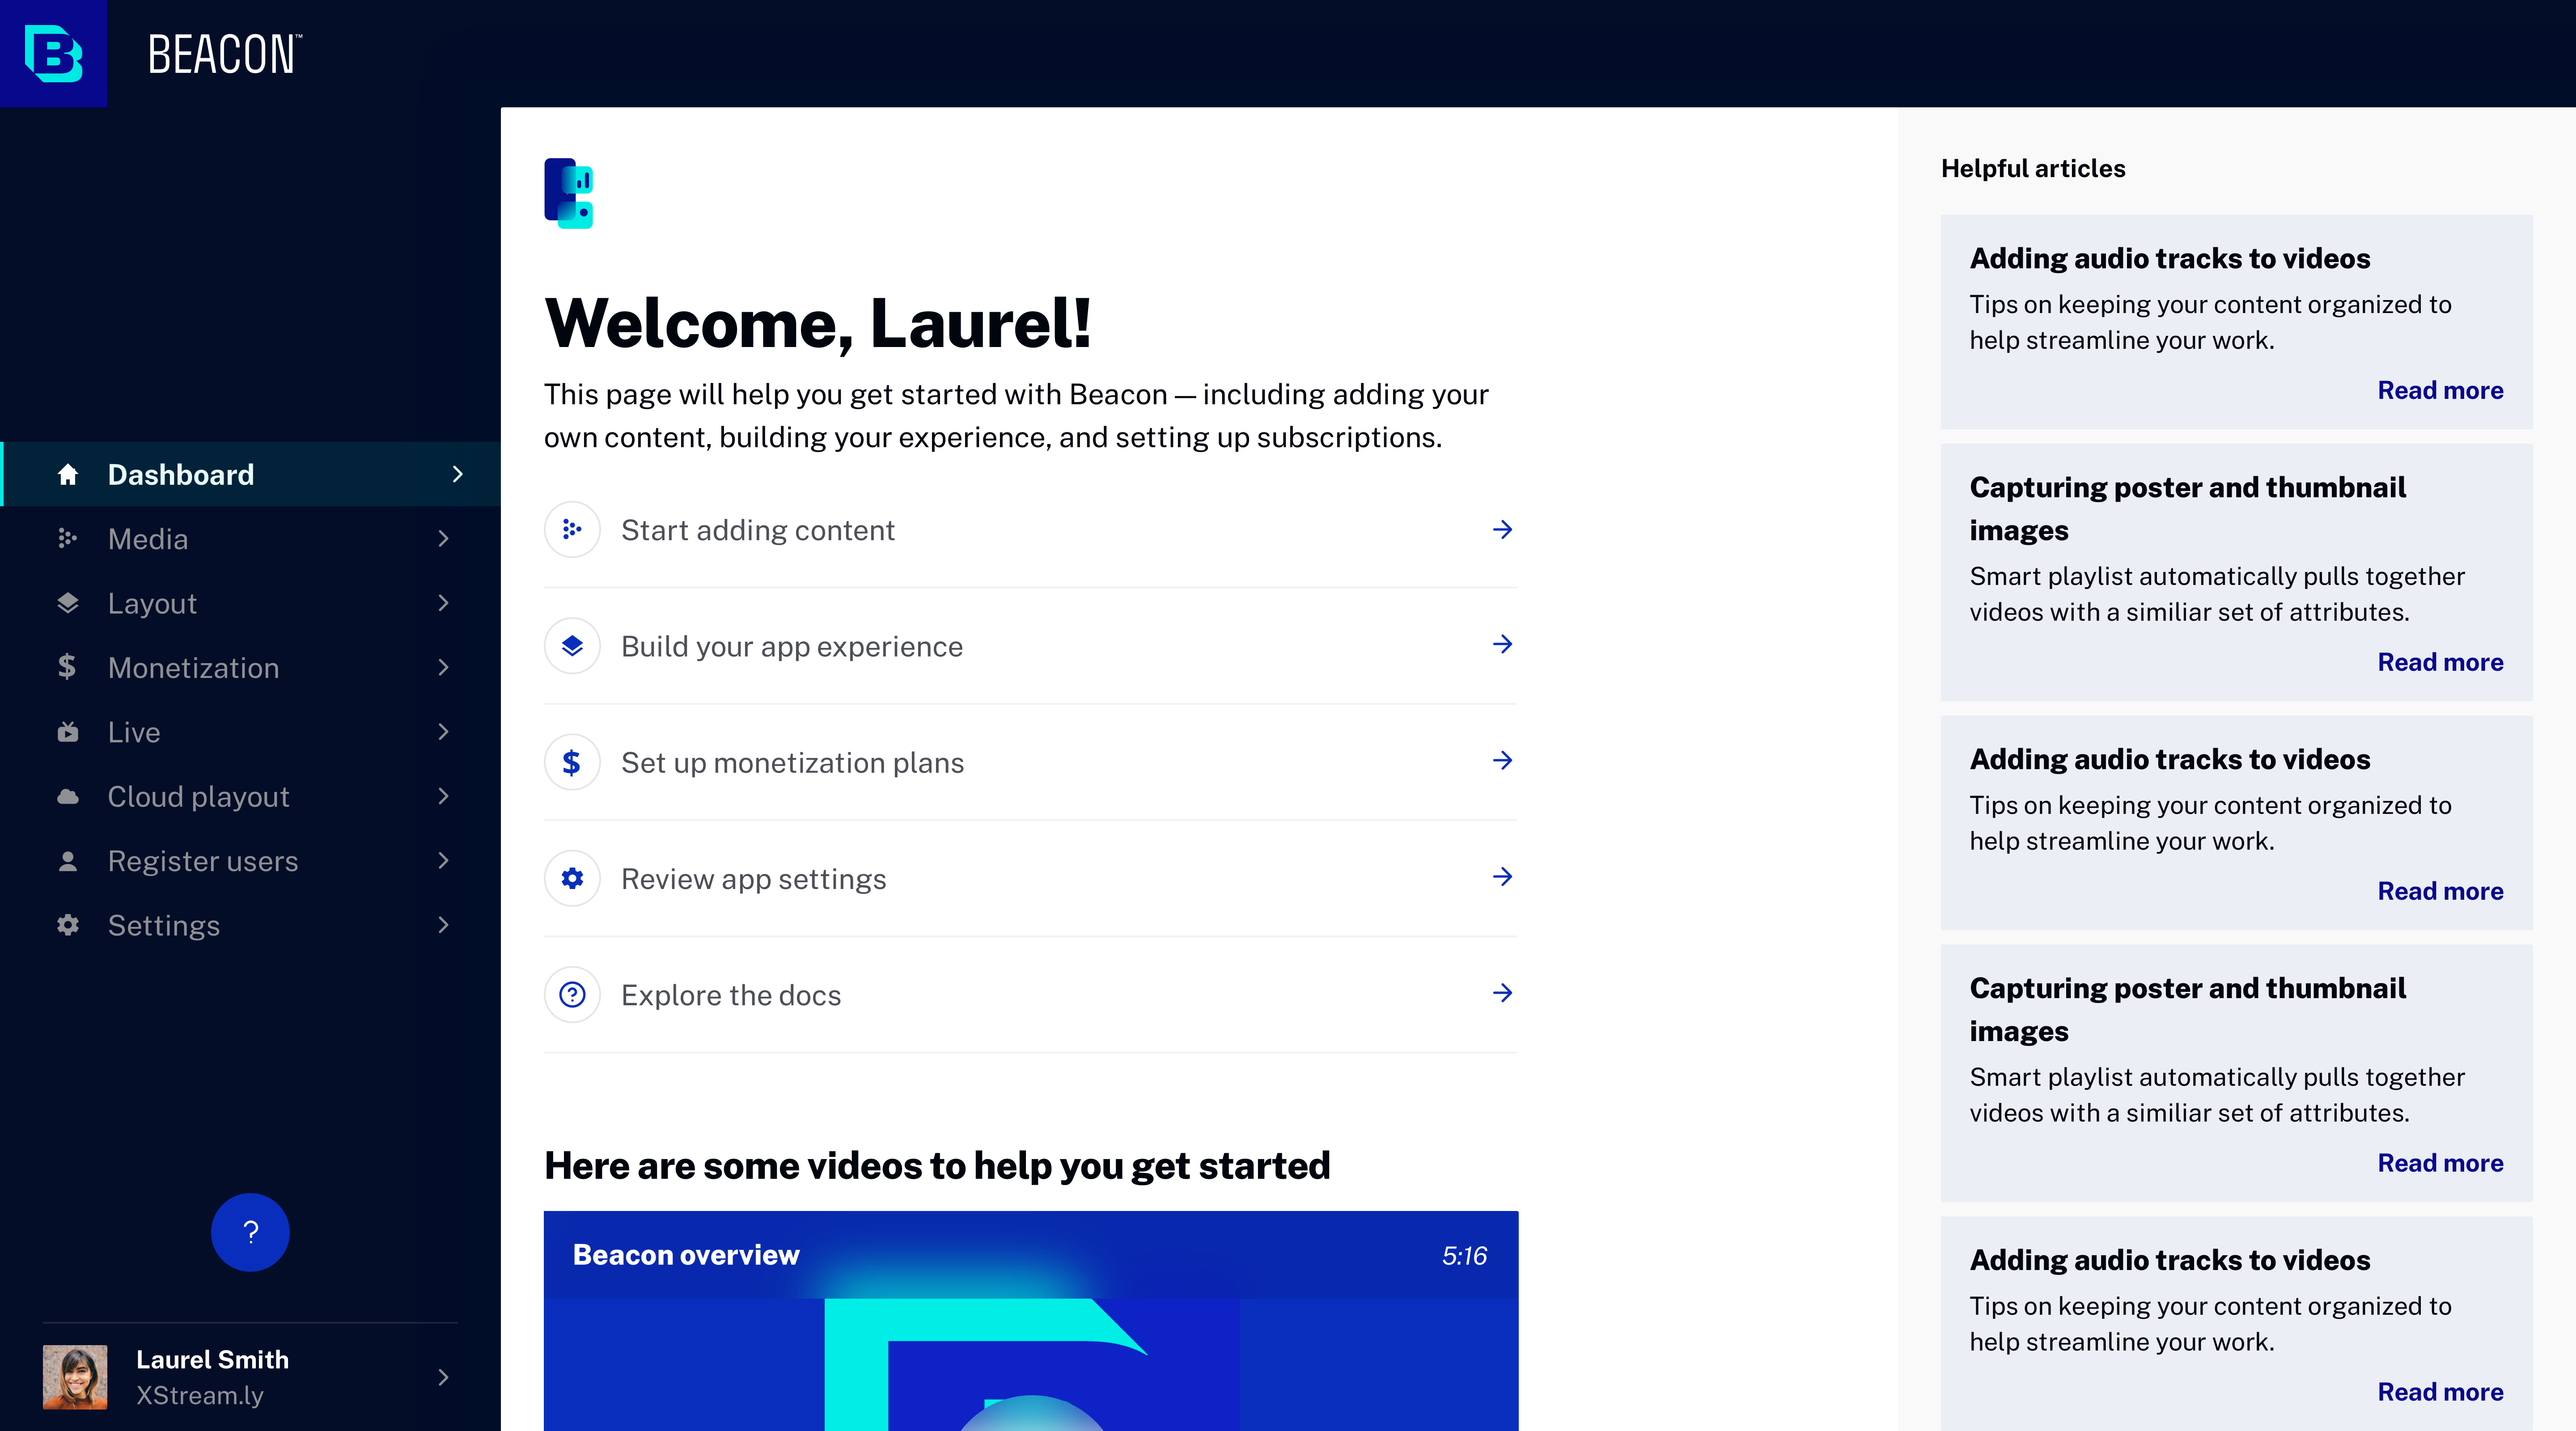 BEACON™
Dashboard
Media
Layout
$ Monetization
Live
Cloud playout
Register users
Settings
?
Laurel Smith
XStream.ly
Welcome, Laurel!
This page will help you get started with Beacon — including adding your
own content, building your experience, and setting up subscriptions.
Start adding content
Build your app experience
$ Set up monetization plans
Review app settings
? Explore the docs
Here are some videos to help you get started
Beacon overview 5:16
Helpful articles
Adding audio tracks to videos
Tips on keeping your content organized to
help streamline your work.
Read more
Capturing poster and thumbnail
images
Smart playlist automatically pulls together
videos with a similiar set of attributes.
Read more
Adding audio tracks to videos
Tips on keeping your content organized to
help streamline your work.
Read more
Capturing poster and thumbnail
images
Smart playlist automatically pulls together
videos with a similiar set of attributes.
Read more
Adding audio tracks to videos
Tips on keeping your content organized to
help streamline your work.
Read more